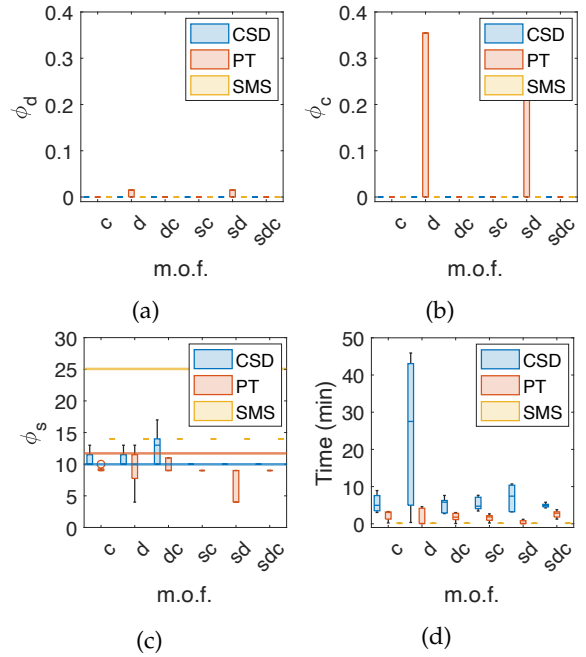 0.4
0.3
0.2
0.1
0
ϕ_d
CSD
PT
SMS
c
d
dc
sc
sd
sdc
m.o.f.
(a)
0.4
0.3
0.2
0.1
0
ϕ_c
CSD
PT
SMS
c
d
dc
sc
sd
sdc
m.o.f.
(b)
30
25
20
15
10
5
0
ϕ_s
CSD
PT
SMS
c
d
dc
sc
sd
sdc
m.o.f.
(c)
50
40
30
20
10
0
Time (min)
CSD
PT
SMS
c
d
dc
sc
sd
sdc
m.o.f.
(d)